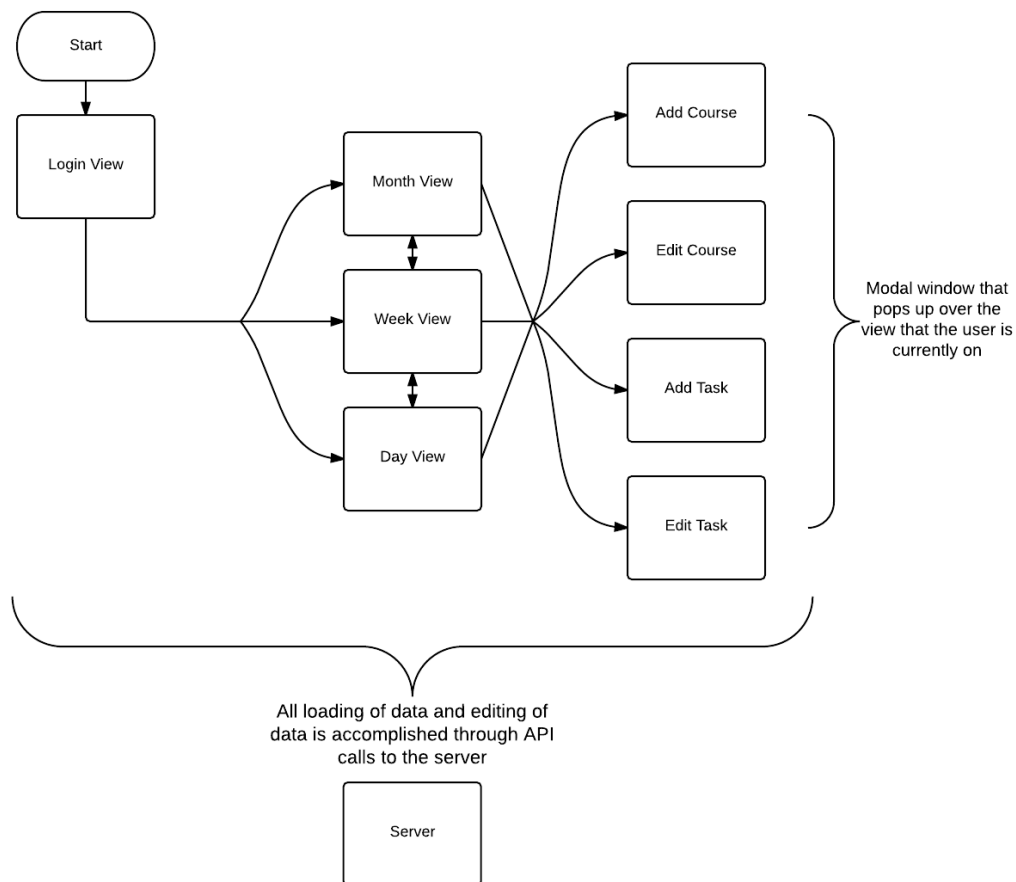 Start
Login View
Month View
Week View
Day View
Add Course
Edit Course
Add Task
Edit Task
Modal window that
pops up over the
view that the user is
currently on
All loading of data and editing of
data is accomplished through API
calls to the server
Server